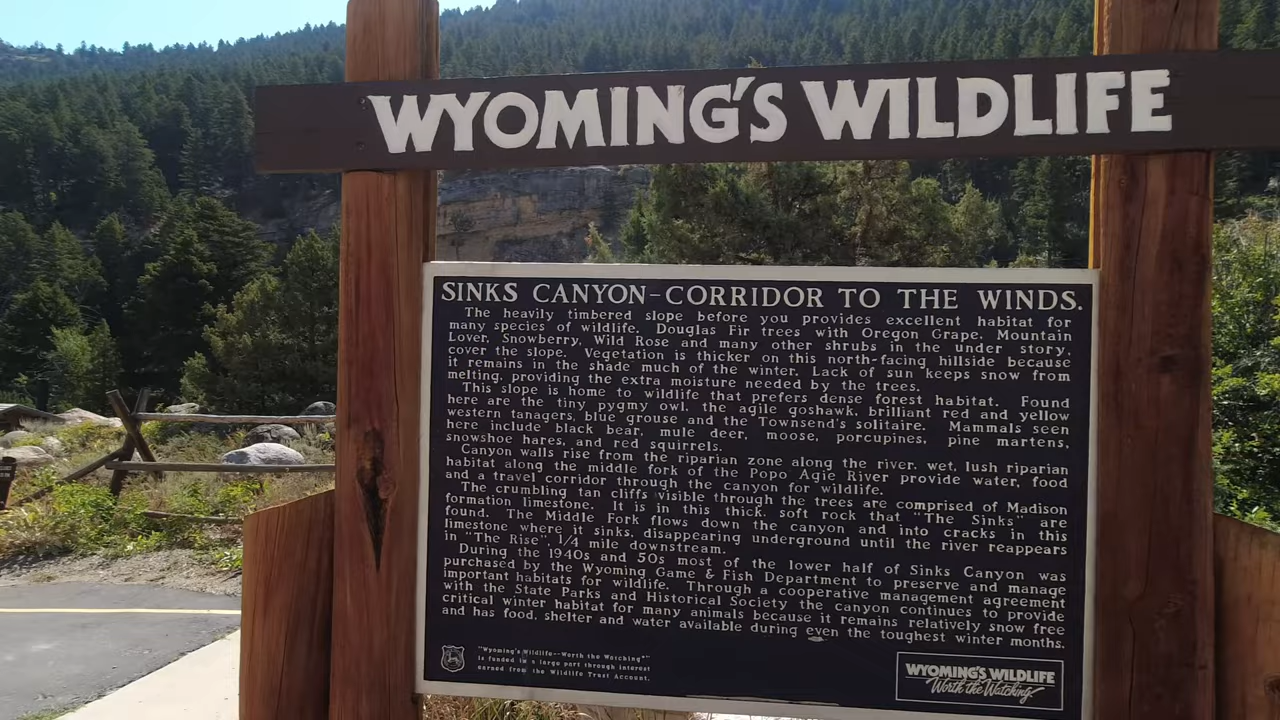 WYOMING'S WILDLIFE
SINKS CANYON-CORRIDOR TO THE WINDS.
The heavily timbered slope before you provides excellent habitat for
many species of wildlife. Douglas Fir trees with Oregon Grape. Mountain
Lover, Snowberry, Wild Rose and many other shrubs in the under story,
cover the slope. Vegetation is thicker on this north-facing hillside because
it remains in the shade much of the winter. Lack of sun keeps snow from
melting, providing the extra moisture needed by the trees.
This slope is home to wildlife that prefers dense forest habitat. Found
here are the tiny pygmy owl, the agile goshawk, brilliant red and yellow
western tanagers, blue grouse and the Townsend's solitaire. Mammals seen
here include black bear, mule deer, moose, porcupines, pine martens,
snowshoe hares, and red squirrels.
Canyon walls rise from the riparian zone along the river, wet, lush riparian
habitat along the middle fork of the Popo Agie River provide water, food
and a travel corridor through the canyon for wildlife.
The crumbling tan cliffs visible through the trees are comprised of Madison
formation limestone. It is in this thick, soft rock that "The Sinks" are
found. The Middle Fork flows down the canyon and into cracks in this
limestone where it sinks, disappearing underground until the river reappears
in "The Rise", 1/4 mile downstream.
During the 1940s and 50s most of the lower half of Sinks Canyon was
purchased by the Wyoming Game & Fish Department to preserve and manage
important habitats for wildlife. Through a cooperative management agreement
with the State Parks and Historical Society the canyon continues to provide
critical winter habitat for many animals because it remains relatively snow free
and has food, shelter and water available during even the toughest winter months.
"Wyoming's Wildlife--Worth the Watching"
is funded in a large part through interest
earned from the Wildlife Trust Account.
WYOMING'S WILDLIFE
Worth the Watching